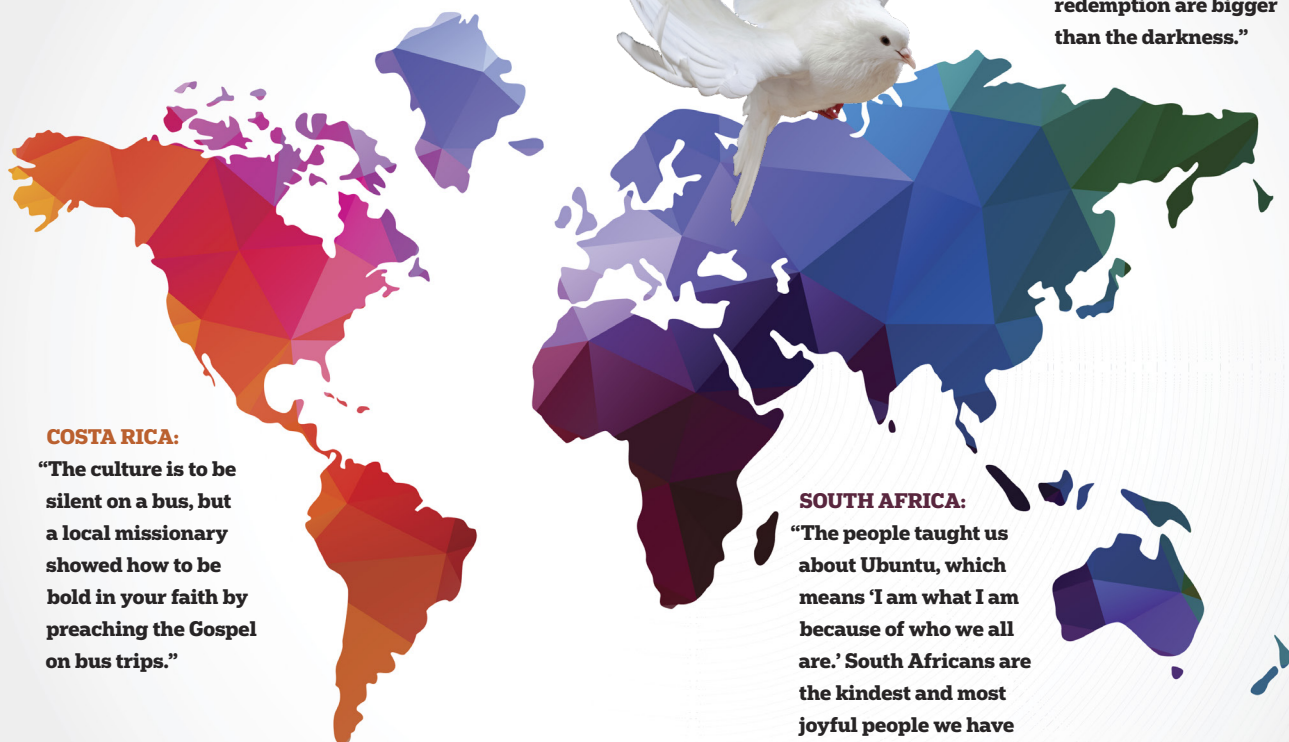 redemption are bigger
than the darkness.”
COSTA RICA:
“The culture is to be
silent on a bus, but
a local missionary
showed how to be
bold in your faith by
preaching the Gospel
on bus trips.”
SOUTH AFRICA:
“The people taught us
about Ubuntu, which
means ‘I am what I am
because of who we all
are.’ South Africans are
the kindest and most
joyful people we have